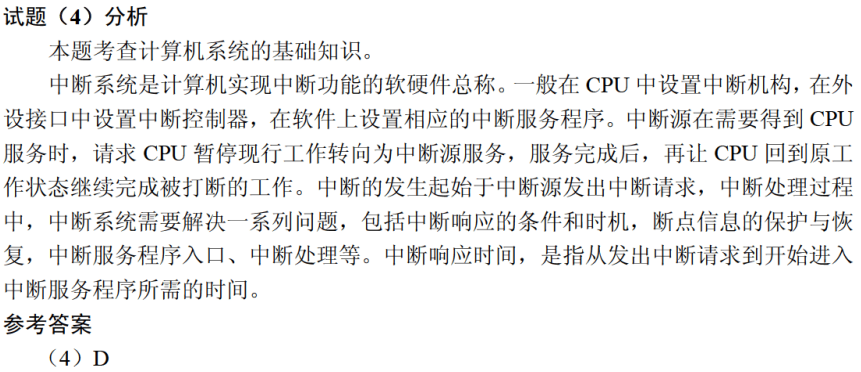 试题（4）分析
本题考查计算机系统的基础知识。
中断系统是计算机实现中断功能的软硬件总称。一般在 CPU 中设置中断机构，在外
设接口中设置中断控制器，在软件上设置相应的中断服务程序。中断源在需要得到 CPU
服务时，请求 CPU 暂停现行工作转向为中断源服务，服务完成后，再让 CPU 回到原工
作状态继续完成被打断的工作。中断的发生起始于中断源发出中断请求，中断处理过程
中，中断系统需要解决一系列问题，包括中断响应的条件和时机，断点信息的保护与恢
复，中断服务程序入口、中断处理等。中断响应时间，是指从发出中断请求到开始进入
中断服务程序所需的时间。
参考答案
（4）D